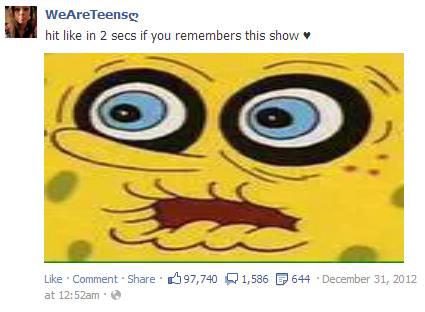 WeAreTeensღ
hit like in 2 secs if you remembers this show ♥
Like · Comment · Share · 97,740 1,586 644 · December 31, 2012
at 12:52am ·